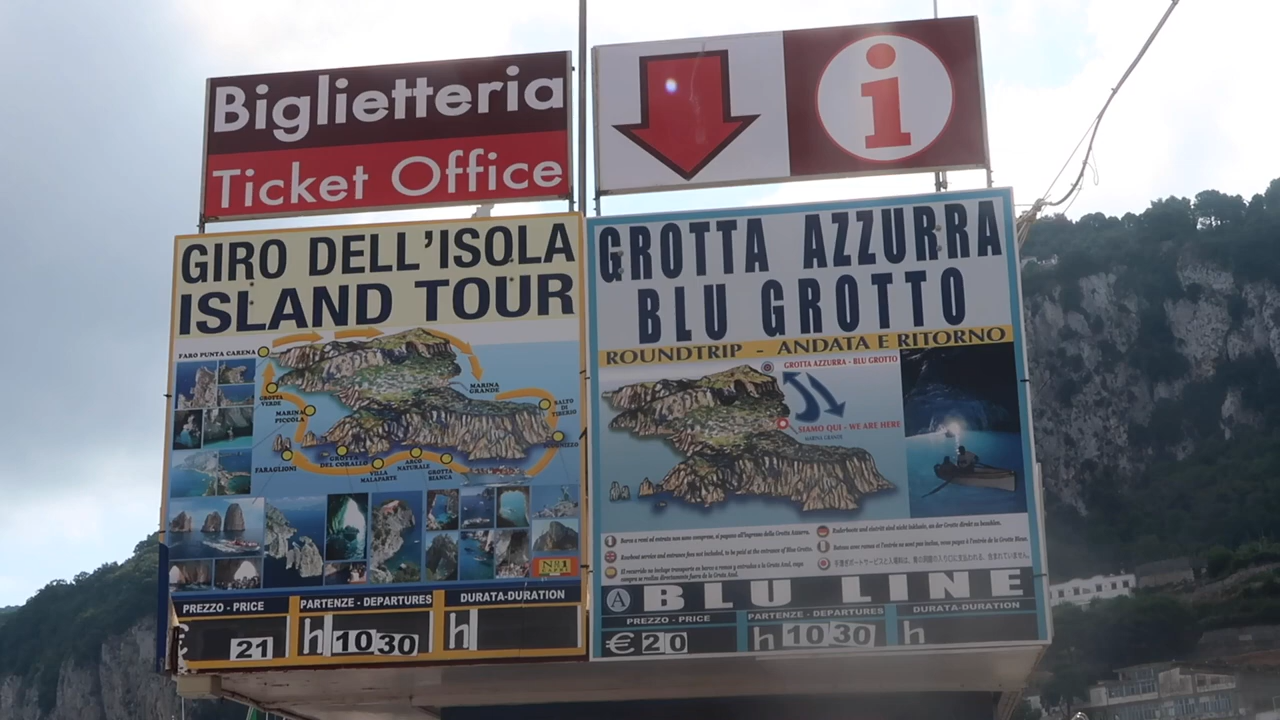 Biglietteria
Ticket Office
i
GIRO DELL'ISOLA
ISLAND TOUR
FARO PUNTA CARENA
GROTTA
VERDE
MARINA
PICCOLA
FARAGLIONI
GROTTA
DEL CORALLO
VILLA
MALAPARTE
ARCO
NATURALE
GROTTA
BIANCA
MARINA
GRANDE
SALTO
DI
TIBERIO
N°1
CAPRI
PREZZO - PRICE
PARTENZE - DEPARTURES
DURATA-DURATION
€ 21
h 10 30
h
GROTTA AZZURRA
BLU GROTTO
ROUNDTRIP - ANDATA E RITORNO
GROTTA AZZURRA - BLU GROTTO
SIAMO QUI - WE ARE HERE
MARINA GRANDE
Rowboat service and entrance fees not included, to be paid at the entrance of Blue Grotto.
A BLU LINE
PREZZO - PRICE
PARTENZE - DEPARTURES
DURATA-DURATION
€ 20
h 10 30
h